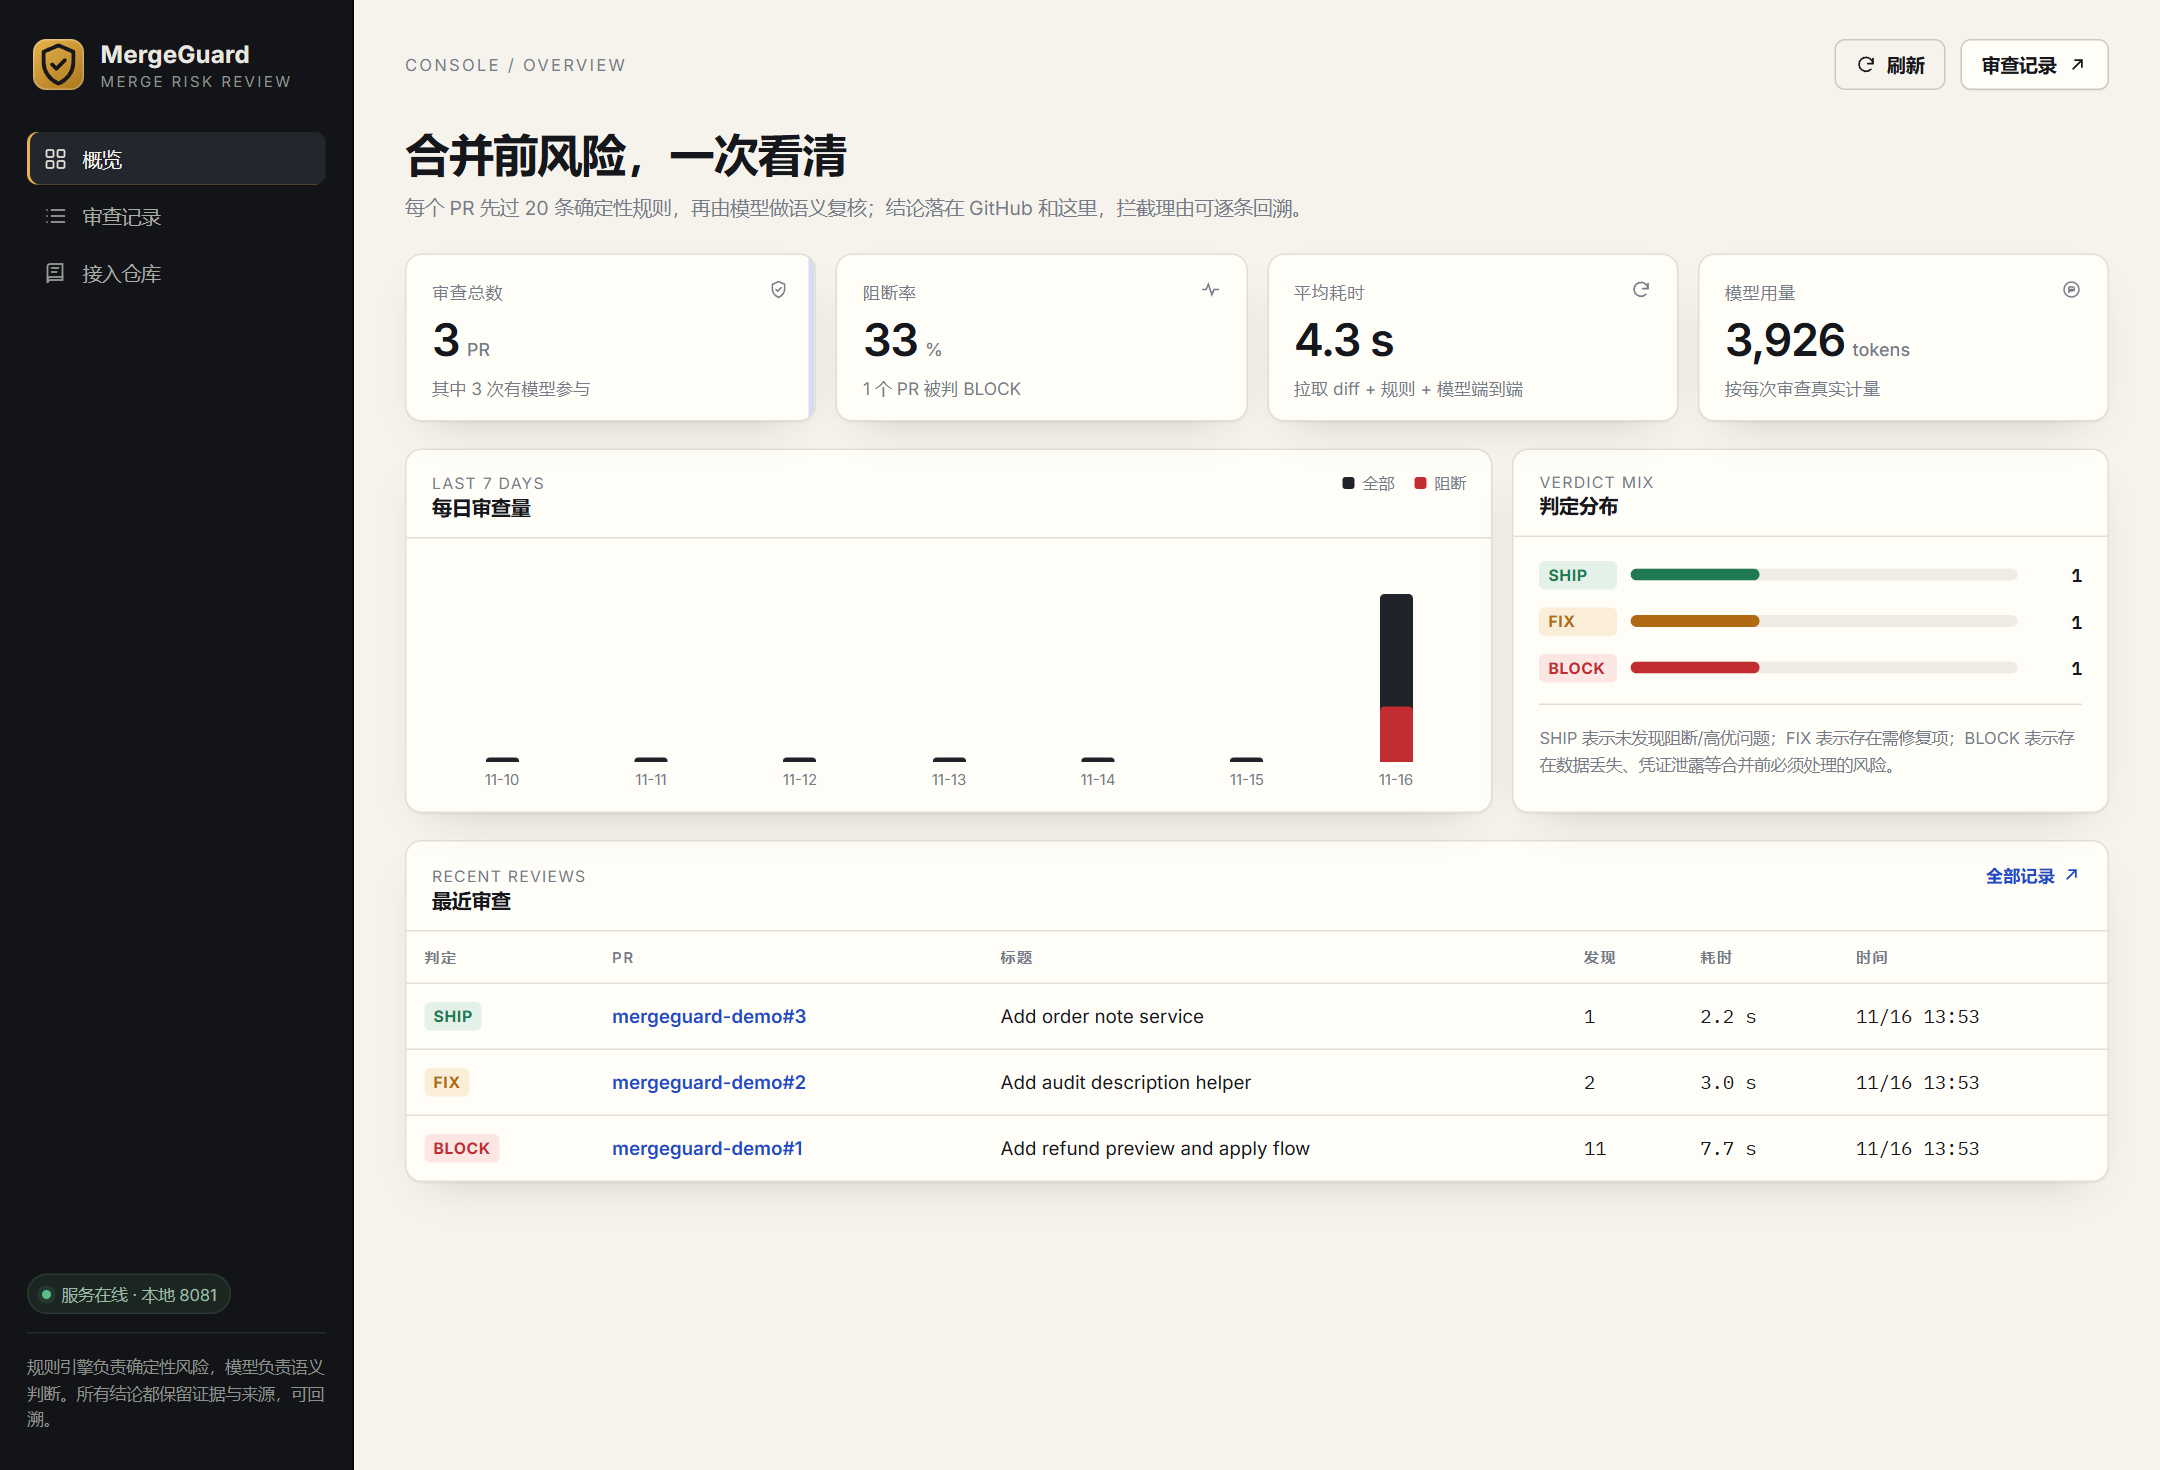 MergeGuard
MERGE RISK REVIEW
概览
审查记录
接入仓库
服务在线 · 本地 8081
规则引擎负责确定性风险，模型负责语义
判断。所有结论都保留证据与来源，可回
溯。
CONSOLE / OVERVIEW
刷新
审查记录
合并前风险，一次看清
每个 PR 先过 20 条确定性规则，再由模型做语义复核；结论落在 GitHub 和这里，拦截理由可逐条回溯。
审查总数
3 PR
其中 3 次有模型参与
阻断率
33 %
1 个 PR 被判 BLOCK
平均耗时
4.3 s
拉取 diff + 规则 + 模型端到端
模型用量
3,926 tokens
按每次审查真实计量
LAST 7 DAYS
每日审查量
全部 阻断
11-10 11-11 11-12 11-13 11-14 11-15 11-16
VERDICT MIX
判定分布
SHIP 1
FIX 1
BLOCK 1
SHIP 表示未发现阻断/高优问题；FIX 表示存在需修复项；BLOCK 表示存
在数据丢失、凭证泄露等合并前必须处理的风险。
RECENT REVIEWS
最近审查
全部记录
判定 PR 标题 发现 耗时 时间
SHIP mergeguard-demo#3 Add order note service 1 2.2 s 11/16 13:53
FIX mergeguard-demo#2 Add audit description helper 2 3.0 s 11/16 13:53
BLOCK mergeguard-demo#1 Add refund preview and apply flow 11 7.7 s 11/16 13:53